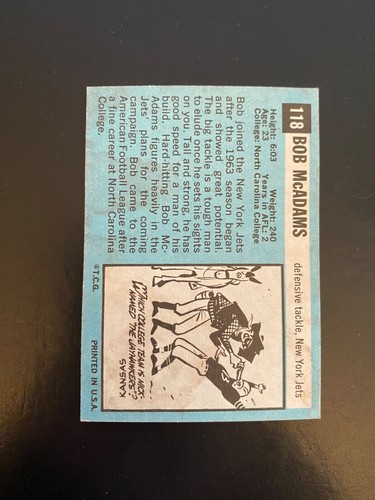 118 BOB McADAMS
defensive tackle, New York Jets
Height: 6:03 Weight: 240
Age: 23 Years in AFL: 2
College: North Carolina College
Bob joined the New York Jets
after the 1963 season began
and showed great potential.
The big tackle is a tough man
to elude once he sets his sights
on you. Tall and strong, he has
good speed for a man of his
build. Hard-hitting Bob Mc-
Adams figures heavily in the
Jets' plans for the coming
campaign. Bob came to the
American Football League after
a fine career at North Carolina
College.
WHICH COLLEGE TEAM IS NICK-
NAMED THE JAYHAWKERS?
KANSAS
©T.C.G.
PRINTED IN U.S.A.